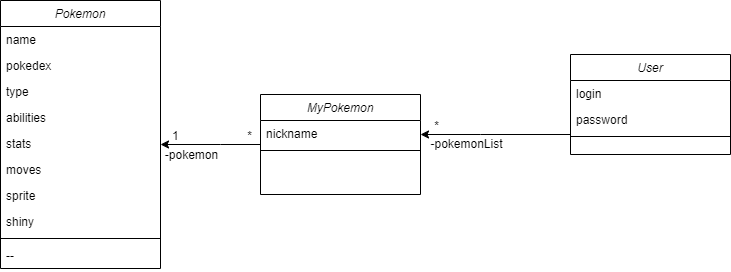 Pokemon
name
pokedex
type
abilities
stats
moves
sprite
shiny
--
1
-pokemon
*
MyPokemon
nickname
*
-pokemonList
User
login
password